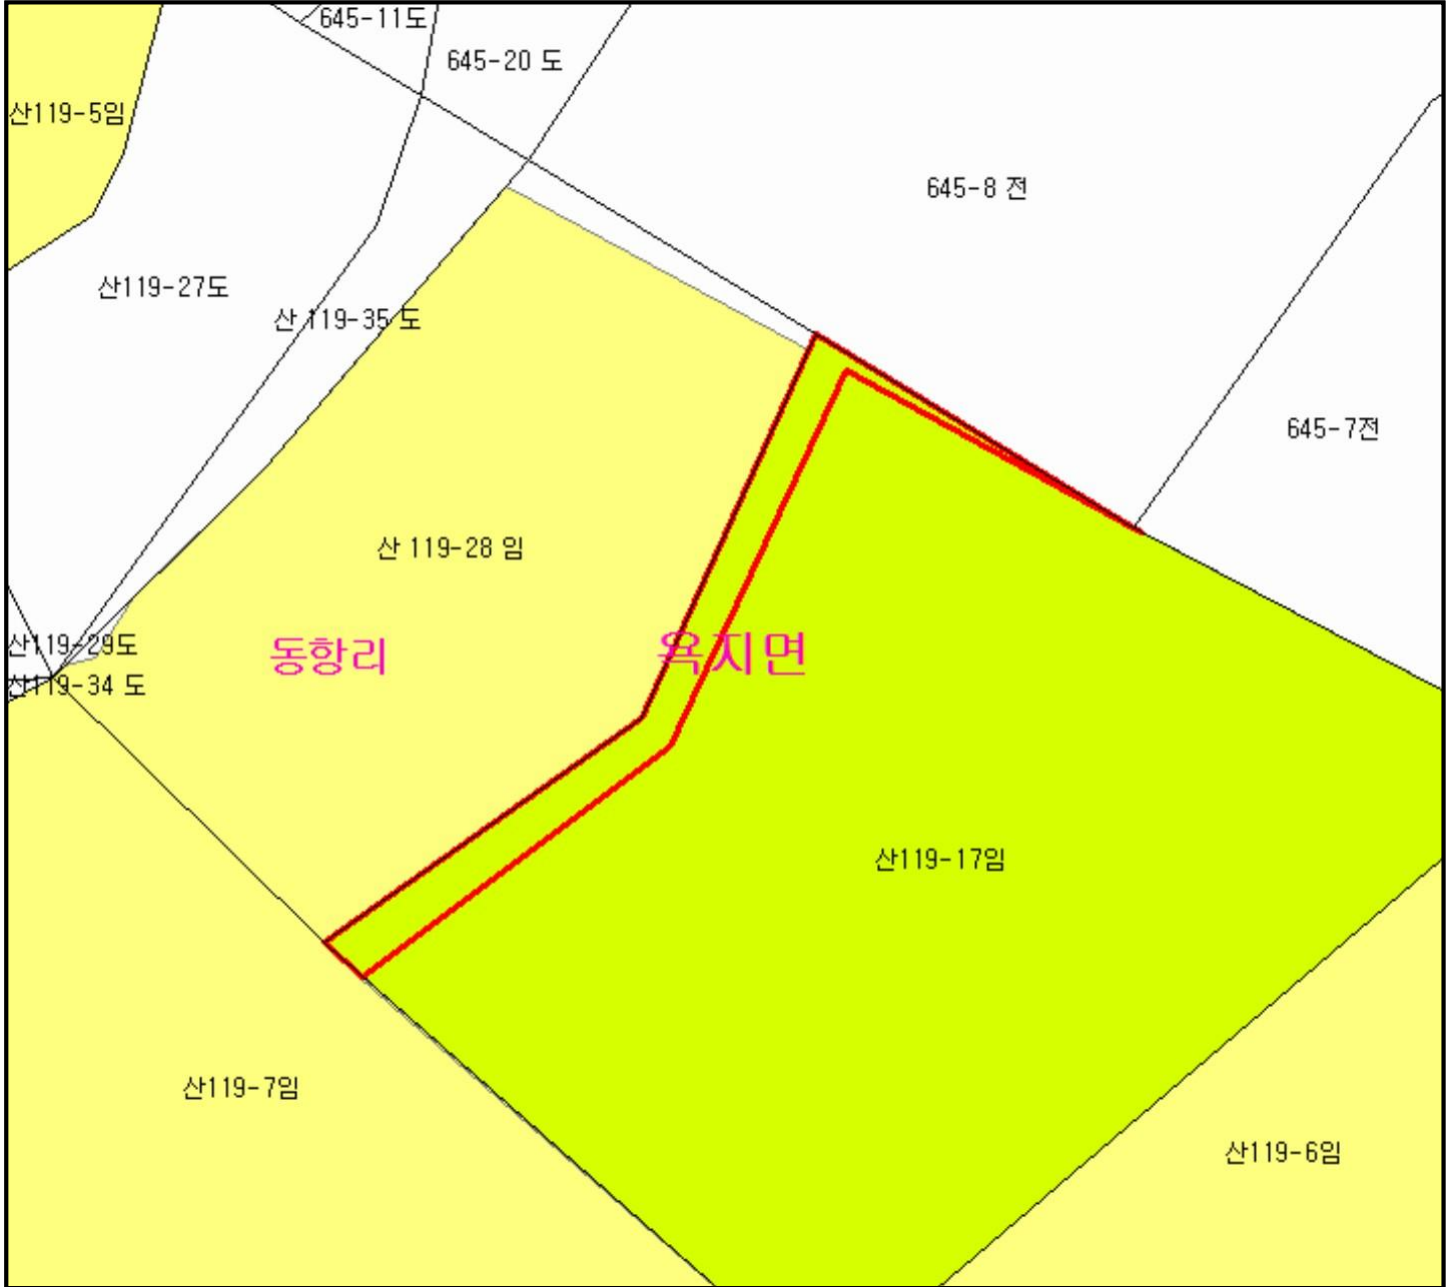 645-11도
645-20 도
산119-5임
645-8 전
산119-27도
산 119-35 도
645-7전
산 119-28 임
산119-29도
동항리
욕지면
산119-34 도
산119-17임
산119-7임
산119-6임